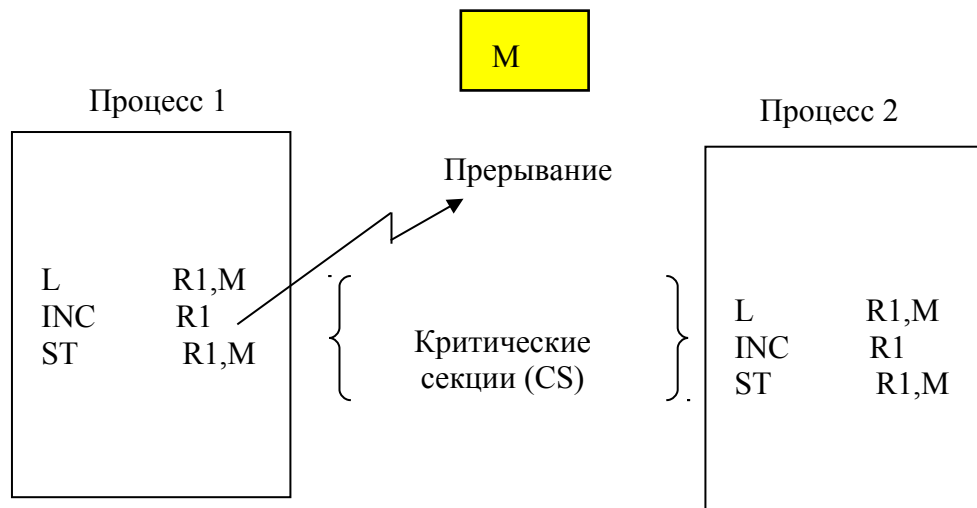 M
Процесс 1
Процесс 2
Прерывание
L R1,M
INC R1
ST R1,M
Критические
секции (CS)
L R1,M
INC R1
ST R1,M